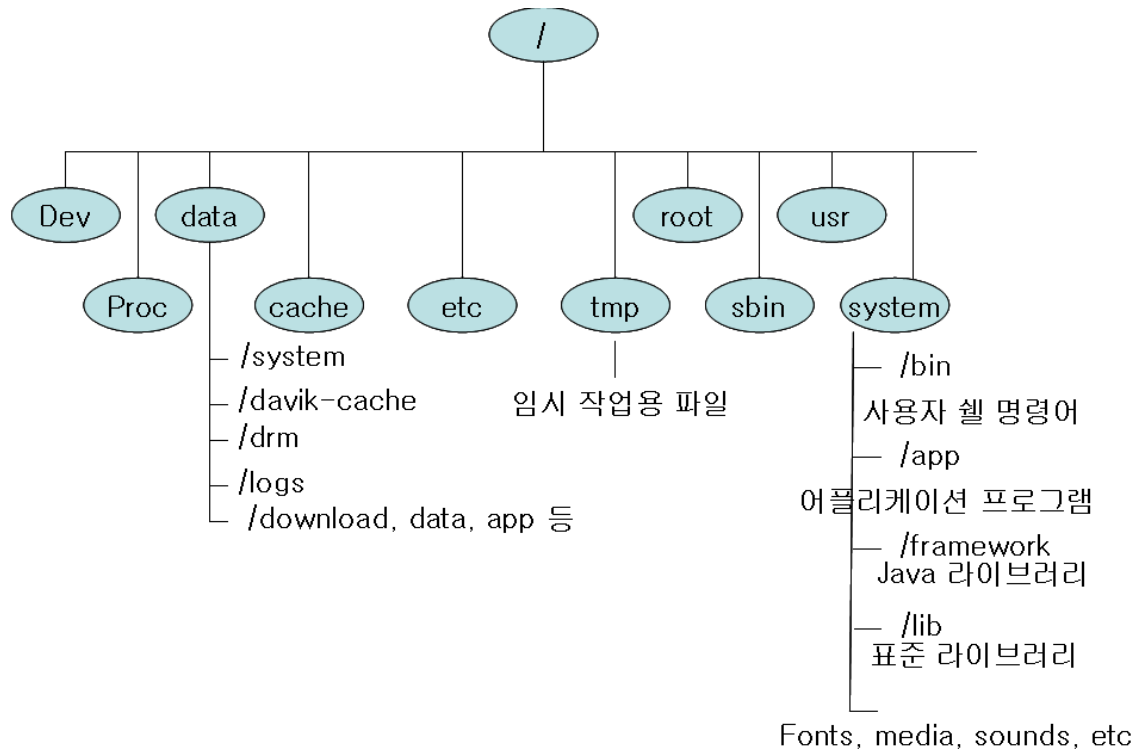 /
Dev
data
root
usr
Proc
cache
etc
tmp
sbin
system
/system
/davik-cache
/drm
/logs
/download, data, app 등
임시 작업용 파일
/bin
사용자 쉘 명령어
/app
어플리케이션 프로그램
/framework
Java 라이브러리
/lib
표준 라이브러리
Fonts, media, sounds, etc